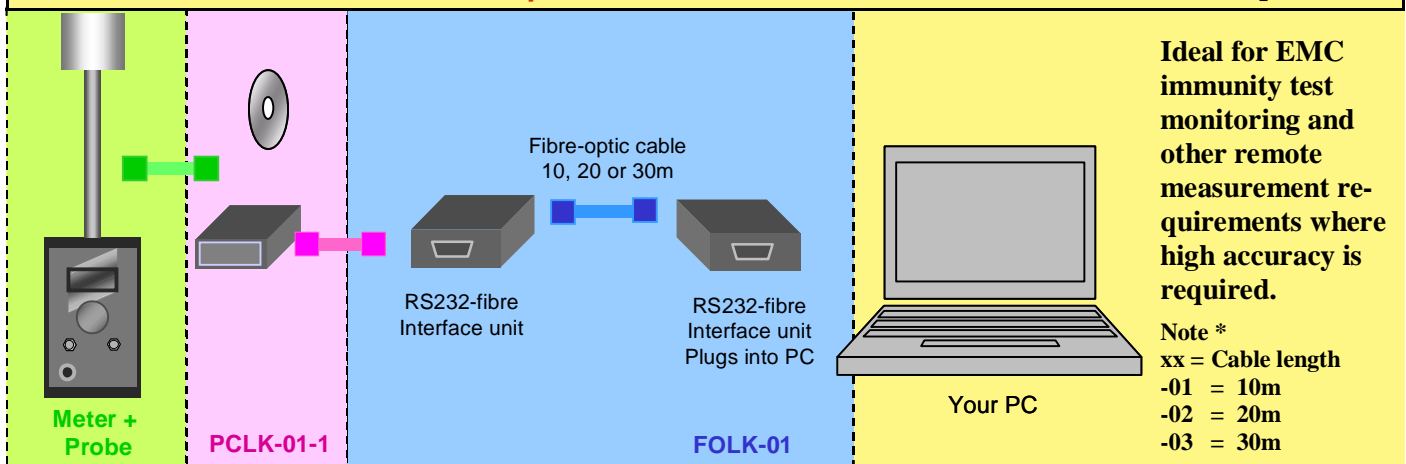 Fibre-optic cable
10, 20 or 30m
RS232-fibre
Interface unit
RS232-fibre
Interface unit
Plugs into PC
Your PC
Meter +
Probe
PCLK-01-1
FOLK-01
Ideal for EMC
immunity test
monitoring and
other remote
measurement re-
quirements where
high accuracy is
required.
Note *
xx = Cable length
-01 = 10m
-02 = 20m
-03 = 30m